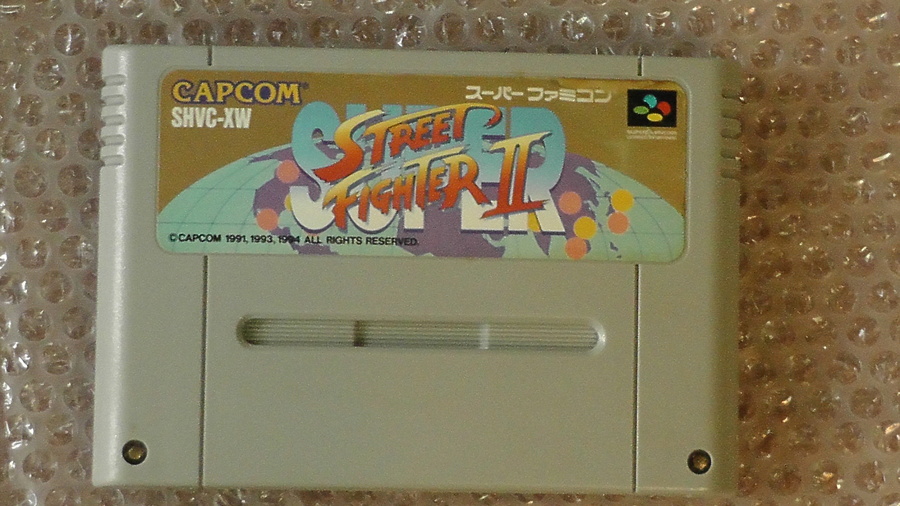 CAPCOM®
スーパーファミコン
SHVC-XW
SUPER
STREET
FIGHTER II
©CAPCOM 1991, 1993, 1994 ALL RIGHTS RESERVED.